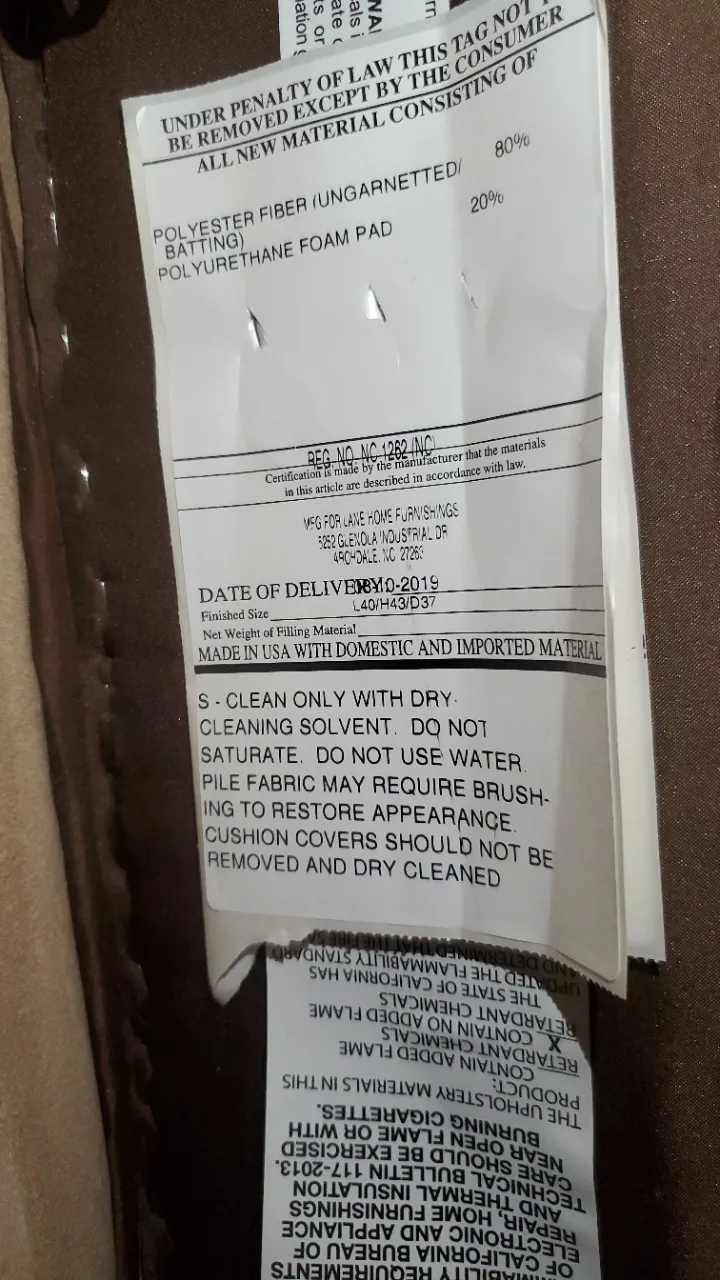 WA
UNDER PENALTY OF LAW THIS TAG NOT
BE REMOVED EXCEPT BY THE CONSUMER
ALL NEW MATERIAL CONSISTING OF
POLYESTER FIBER (UNGARNETTED/ 80%
BATTING)
POLYURETHANE FOAM PAD 20%
REG. NO. NC 1262 (NC)
Certification is made by the manufacturer that the materials
in this article are described in accordance with law.
MFG FOR LANE HOME FURNISHINGS
5252 GLENOLA INDUSTRIAL DR
ARCHDALE, NC 27263
DATE OF DELIVERY 08-10-2019
Finished Size L40/H43/D37
Net Weight of Filling Material
MADE IN USA WITH DOMESTIC AND IMPORTED MATERIAL
S - CLEAN ONLY WITH DRY-
CLEANING SOLVENT. DO NOT
SATURATE. DO NOT USE WATER.
PILE FABRIC MAY REQUIRE BRUSH-
ING TO RESTORE APPEARANCE.
CUSHION COVERS SHOULD NOT BE
REMOVED AND DRY CLEANED
REQUIREMENTS
OF CALIFORNIA BUREAU OF
ELECTRONIC AND APPLIANCE
REPAIR, HOME FURNISHINGS
AND THERMAL INSULATION
TECHNICAL BULLETIN 117-2013.
CARE SHOULD BE EXERCISED
NEAR OPEN FLAME OR WITH
BURNING CIGARETTES.
THE UPHOLSTERY MATERIALS IN THIS
PRODUCT:
CONTAIN ADDED FLAME
RETARDANT CHEMICALS
X CONTAIN NO ADDED FLAME
RETARDANT CHEMICALS
THE STATE OF CALIFORNIA HAS
UPDATED THE FLAMMABILITY STANDARD
AND DETERMINED THAT THE FIRE